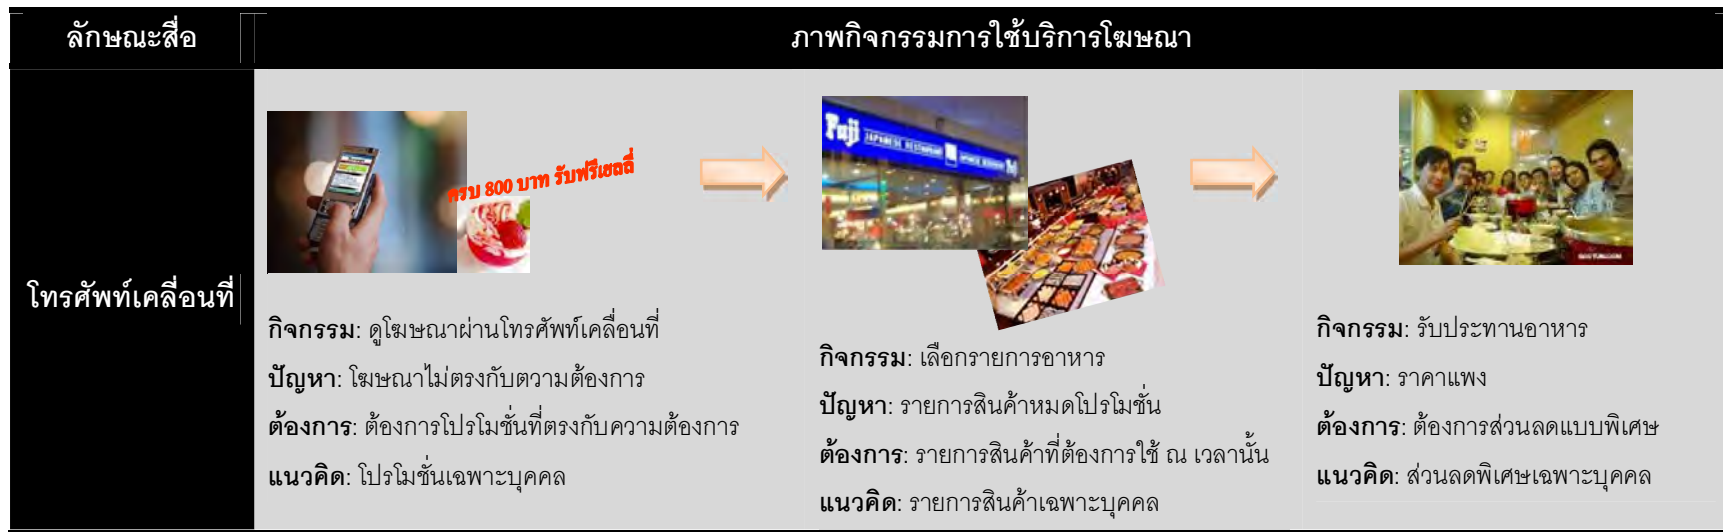 ลักษณะสื่อ
ภาพกิจกรรมการใช้บริการโฆษณา
โทรศัพท์เคลื่อนที่
ครบ 800 บาท รับฟรีเชลลี่
กิจกรรม: ดูโฆษณาผ่านโทรศัพท์เคลื่อนที่
ปัญหา: โฆษณาไม่ตรงกับตวามต้องการ
ต้องการ: ต้องการโปรโมชั่นที่ตรงกับความต้องการ
แนวคิด: โปรโมชั่นเฉพาะบุคคล
Fuji JAPANESE RESTAURANT
กิจกรรม: เลือกรายการอาหาร
ปัญหา: รายการสินค้าหมดโปรโมชั่น
ต้องการ: รายการสินค้าที่ต้องการใช้ ณ เวลานั้น
แนวคิด: รายการสินค้าเฉพาะบุคคล
กิจกรรม: รับประทานอาหาร
ปัญหา: ราคาแพง
ต้องการ: ต้องการส่วนลดแบบพิเศษ
แนวคิด: ส่วนลดพิเศษเฉพาะบุคคล